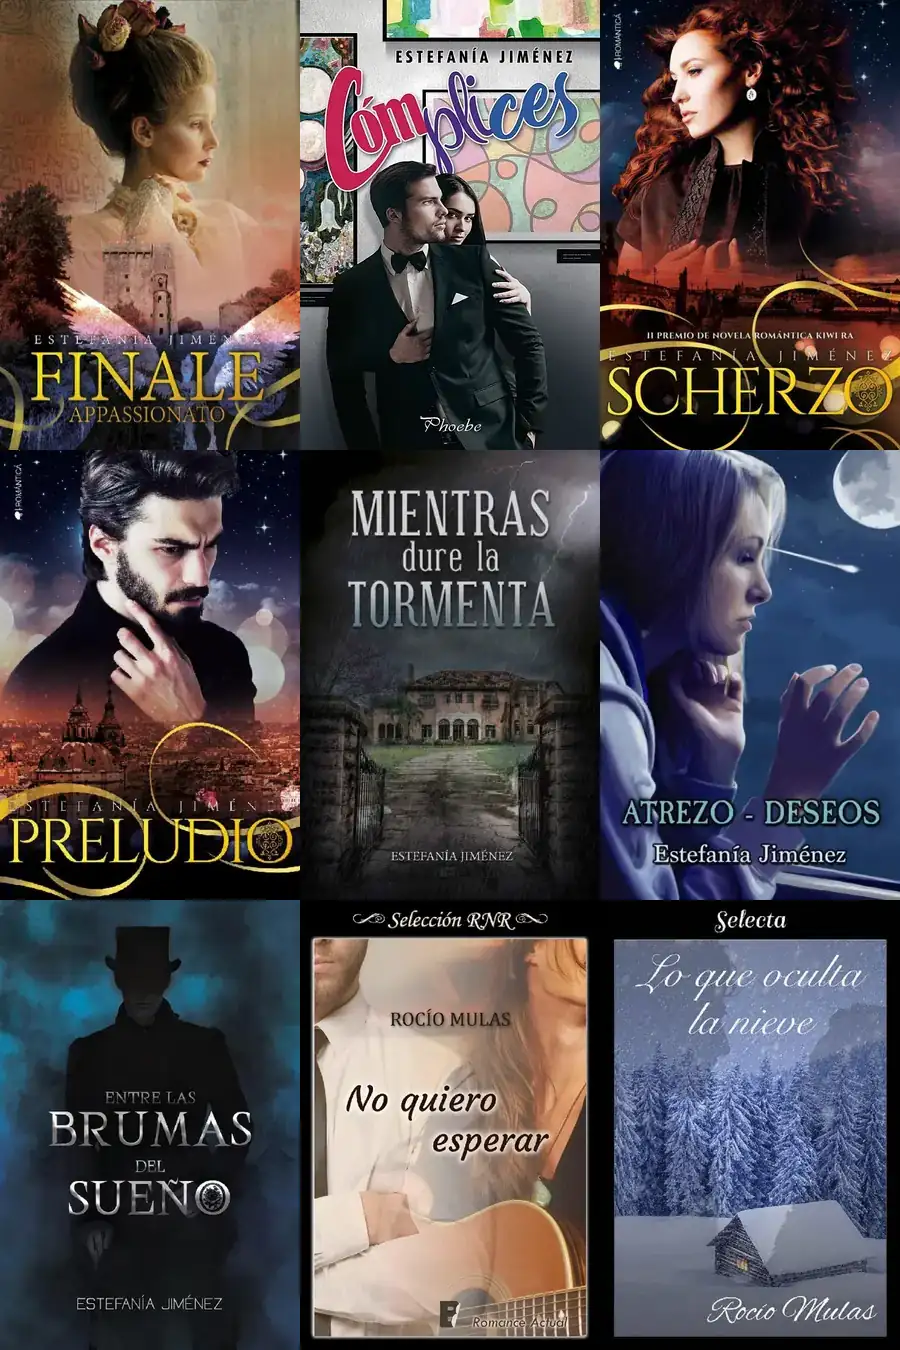 ESTEFANÍA JIMÉNEZ
FINALE
APPASSIONATO
ESTEFANÍA JIMÉNEZ
Cómplices
Phoebe
ROMÁNTICA
II PREMIO DE NOVELA ROMÁNTICA KIWI RA
ESTEFANÍA JIMÉNEZ
SCHERZO
ROMÁNTICA
ESTEFANÍA JIMÉNEZ
PRELUDIO
MIENTRAS
dure la
TORMENTA
ESTEFANÍA JIMÉNEZ
ATREZO - DESEOS
Estefanía Jiménez
ENTRE LAS
BRUMAS
DEL
SUEÑO
ESTEFANÍA JIMÉNEZ
Selección RNR
ROCÍO MULAS
No quiero
esperar
B
Romance Actual
Selecta
Lo que oculta
la nieve
Rocío Mulas